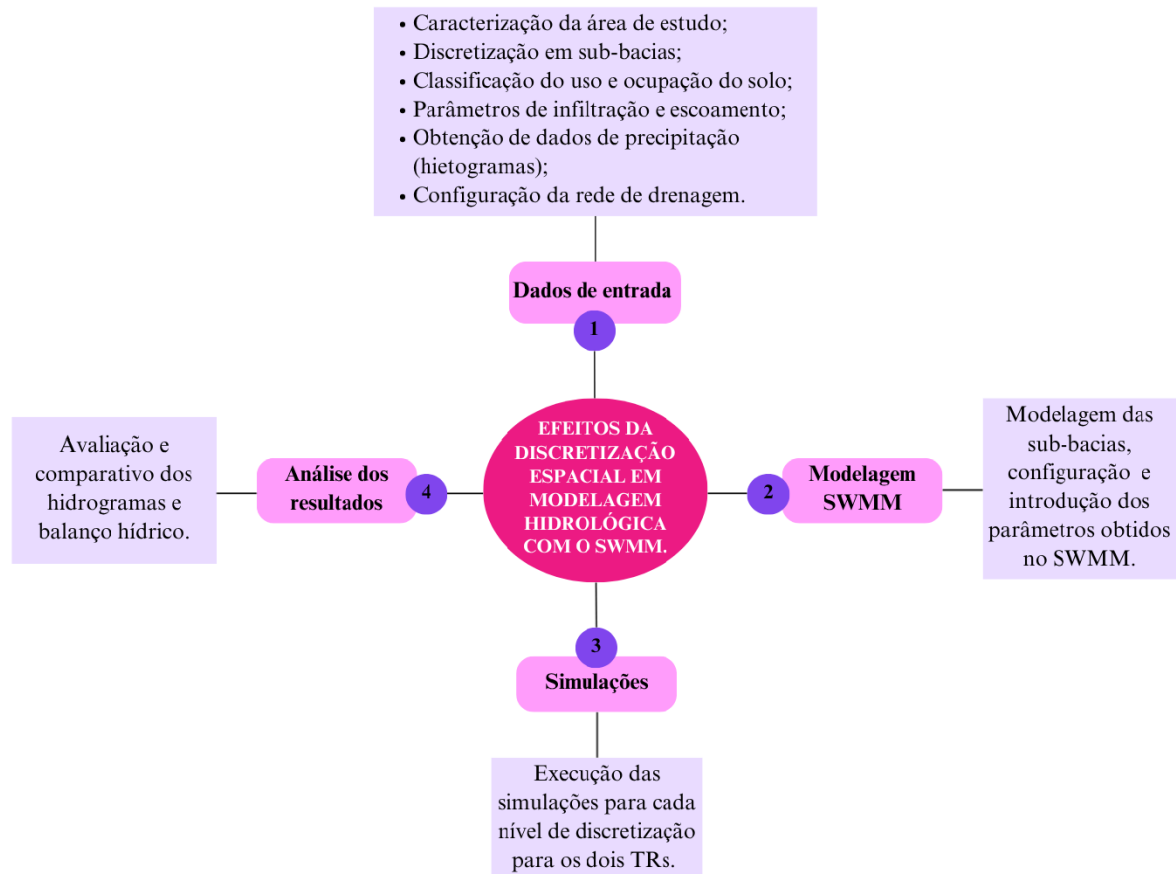 • Caracterização da área de estudo;
• Discretização em sub-bacias;
• Classificação do uso e ocupação do solo;
• Parâmetros de infiltração e escoamento;
• Obtenção de dados de precipitação
(hietogramas);
• Configuração da rede de drenagem.
Dados de entrada
1
EFEITOS DA
DISCRETIZAÇÃO
ESPACIAL EM
MODELAGEM
HIDROLÓGICA
COM O SWMM.
2
Modelagem
SWMM
Modelagem das
sub-bacias,
configuração e
introdução dos
parâmetros obtidos
no SWMM.
3
Simulações
Execução das
simulações para cada
nível de discretização
para os dois TRs.
4
Análise dos
resultados
Avaliação e
comparativo dos
hidrogramas e
balanço hídrico.